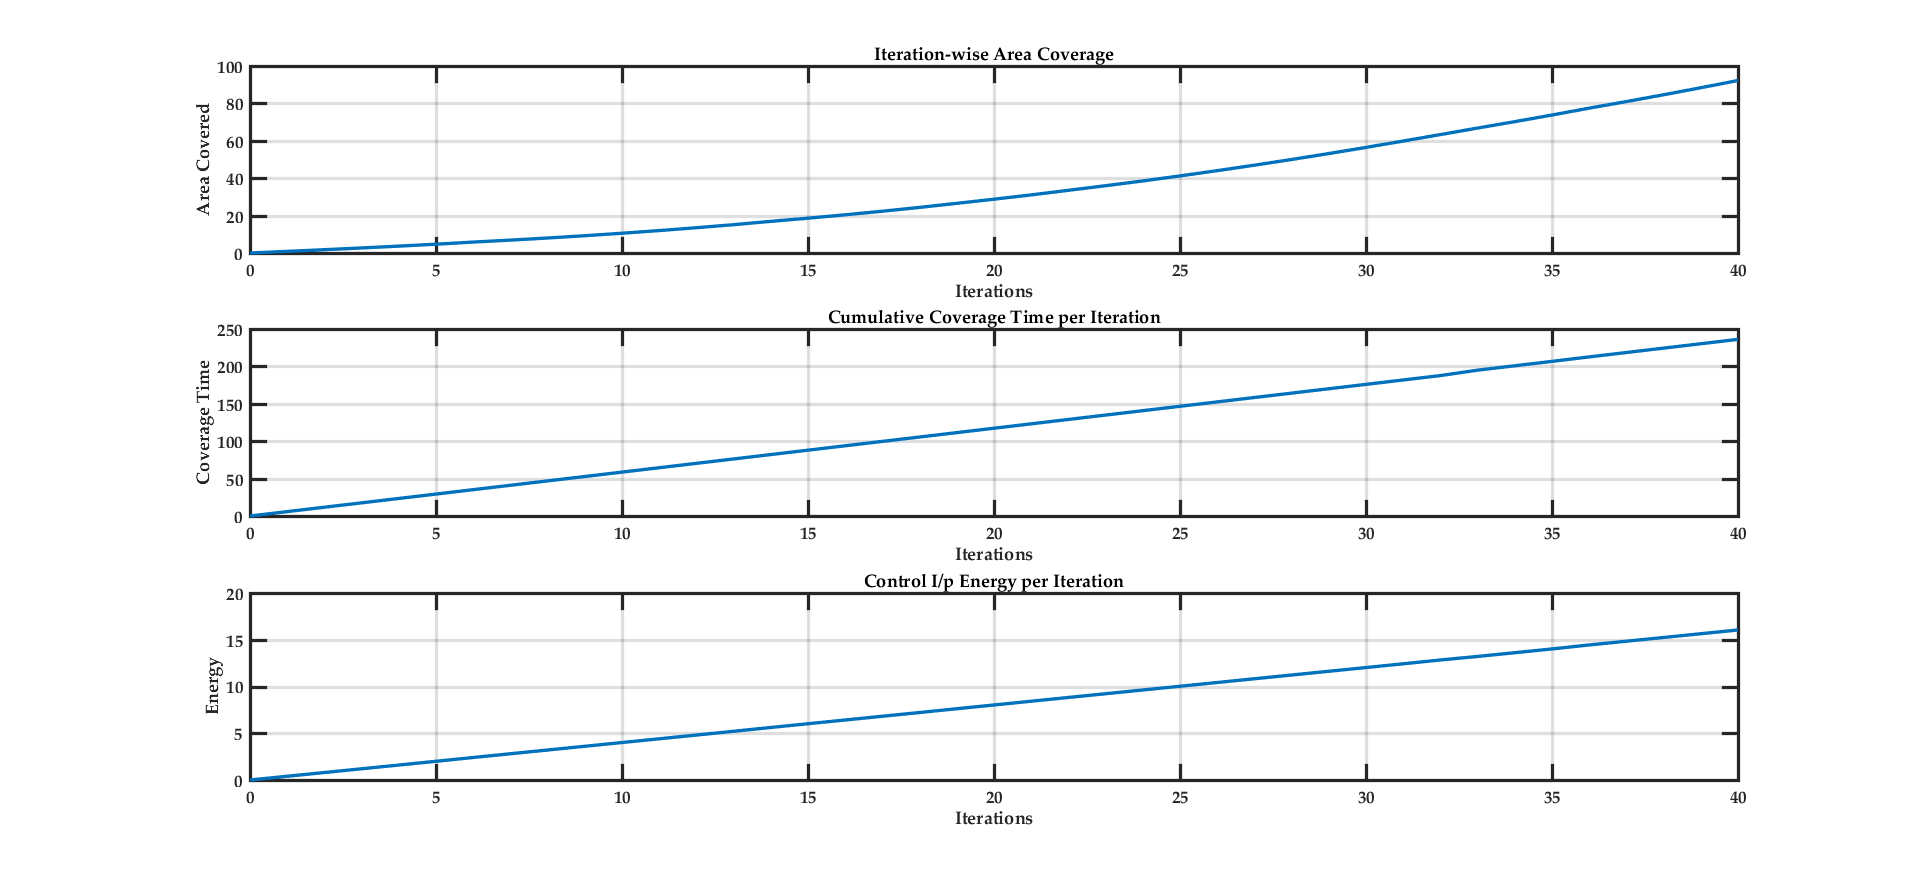 Iteration-wise Area Coverage
100
80
60
40
20
0
Area Covered
0 5 10 15 20 25 30 35 40
Iterations
Cumulative Coverage Time per Iteration
250
200
150
100
50
0
Coverage Time
0 5 10 15 20 25 30 35 40
Iterations
Control I/p Energy per Iteration
20
15
10
5
0
Energy
0 5 10 15 20 25 30 35 40
Iterations